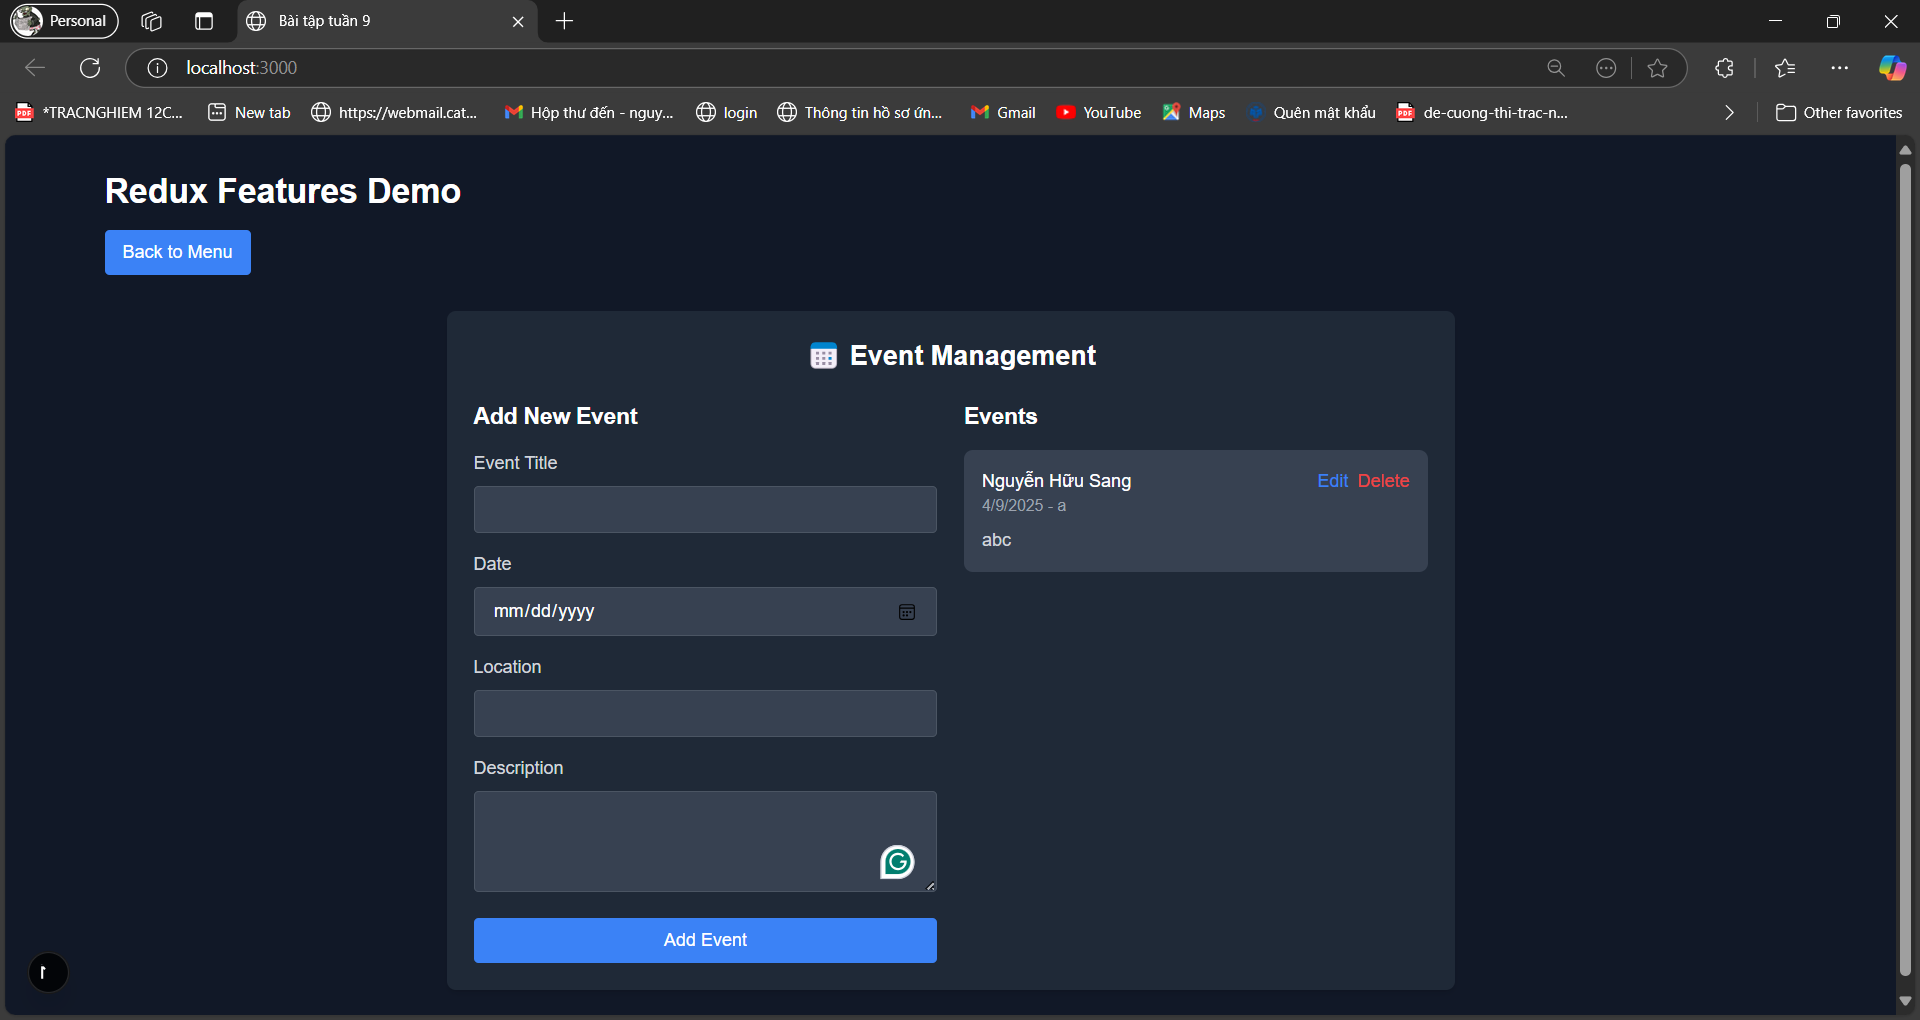 Personal
Bài tập tuần 9
localhost:3000
*TRACNGHIEM 12C...
New tab
https://webmail.cat...
Hộp thư đến - nguy...
login
Thông tin hồ sơ ứn...
Gmail
YouTube
Maps
Quên mật khẩu
de-cuong-thi-trac-n...
Other favorites
Redux Features Demo
Back to Menu
Event Management
Add New Event
Event Title
Date
mm/dd/yyyy
Location
Description
Add Event
Events
Nguyễn Hữu Sang
Edit Delete
4/9/2025 - a
abc